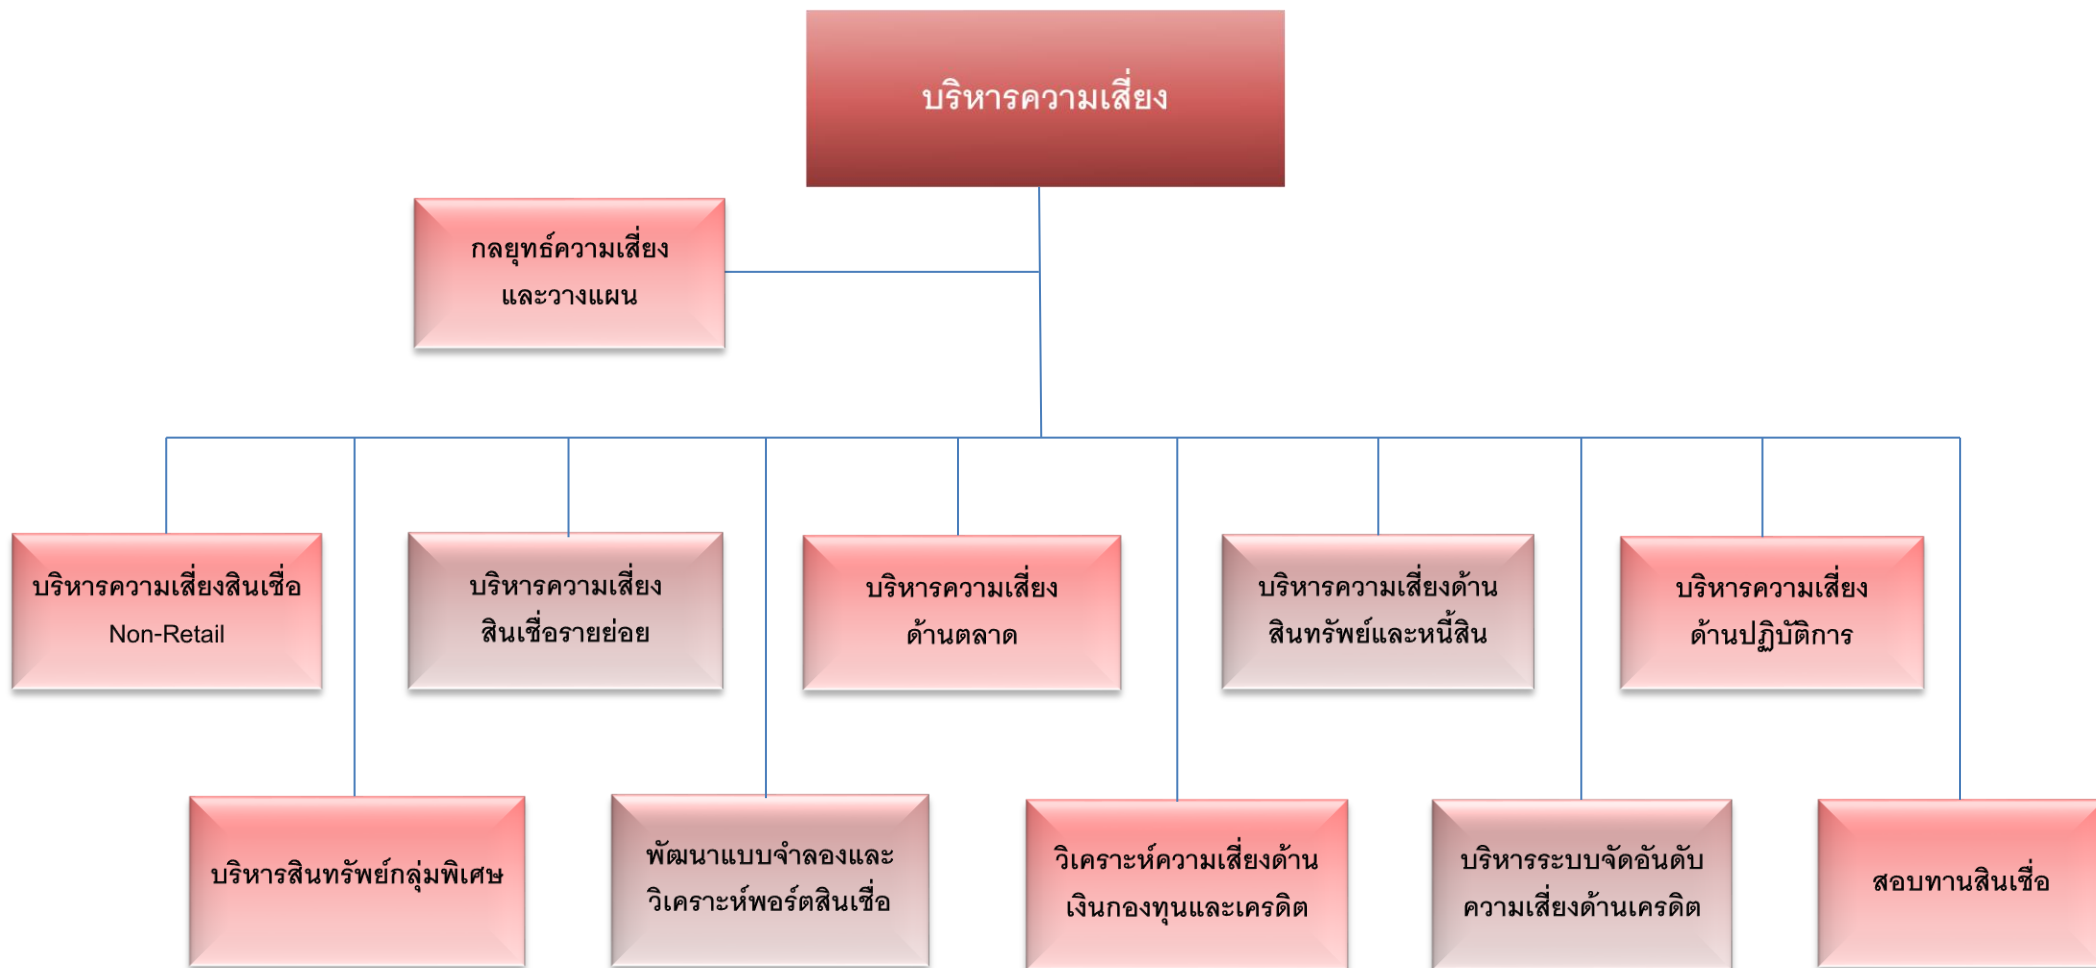 บริหารความเสี่ยง
กลยุทธ์ความเสี่ยง
และวางแผน
บริหารความเสี่ยงสินเชื่อ
Non-Retail
บริหารความเสี่ยง
สินเชื่อรายย่อย
บริหารความเสี่ยง
ด้านตลาด
บริหารความเสี่ยงด้าน
สินทรัพย์และหนี้สิน
บริหารความเสี่ยง
ด้านปฏิบัติการ
บริหารสินทรัพย์กลุ่มพิเศษ
พัฒนาแบบจำลองและ
วิเคราะห์พอร์ตสินเชื่อ
วิเคราะห์ความเสี่ยงด้าน
เงินกองทุนและเครดิต
บริหารระบบจัดอันดับ
ความเสี่ยงด้านเครดิต
สอบทานสินเชื่อ